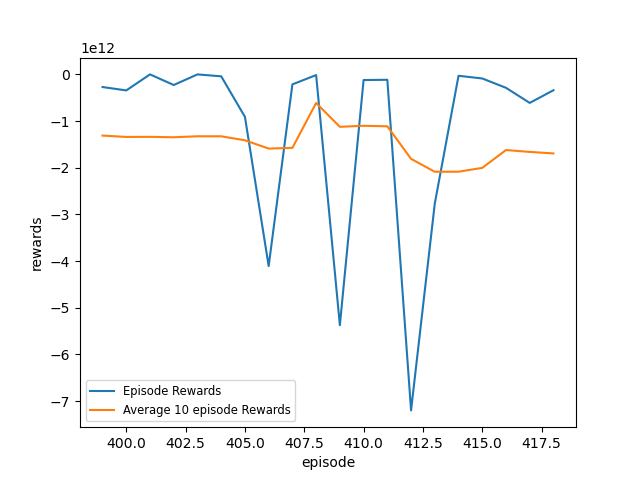 1e12
0
−1
−2
−3
−4
−5
−6
−7
rewards
Episode Rewards
Average 10 episode Rewards
400.0 402.5 405.0 407.5 410.0 412.5 415.0 417.5
episode